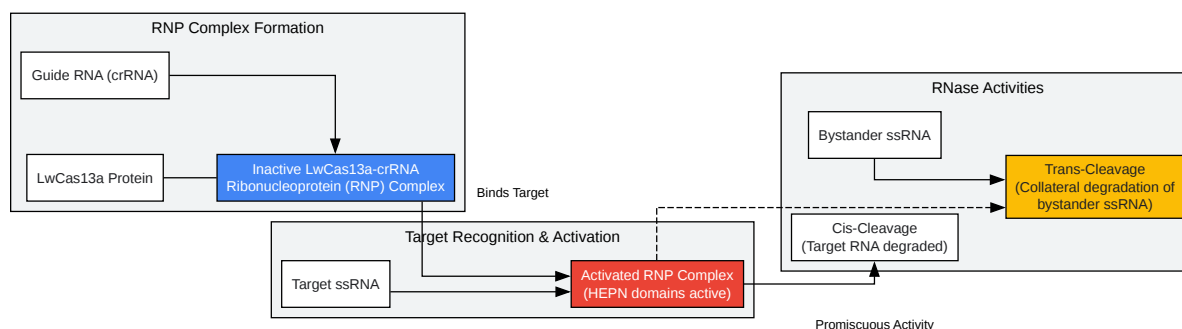 RNP Complex Formation
Guide RNA (crRNA)
LwCas13a Protein
Inactive LwCas13a-crRNA
Ribonucleoprotein (RNP) Complex
Binds Target
Target Recognition & Activation
Target ssRNA
Activated RNP Complex
(HEPN domains active)
RNase Activities
Bystander ssRNA
Trans-Cleavage
(Collateral degradation of
bystander ssRNA)
Cis-Cleavage
(Target RNA degraded)
Promiscuous Activity